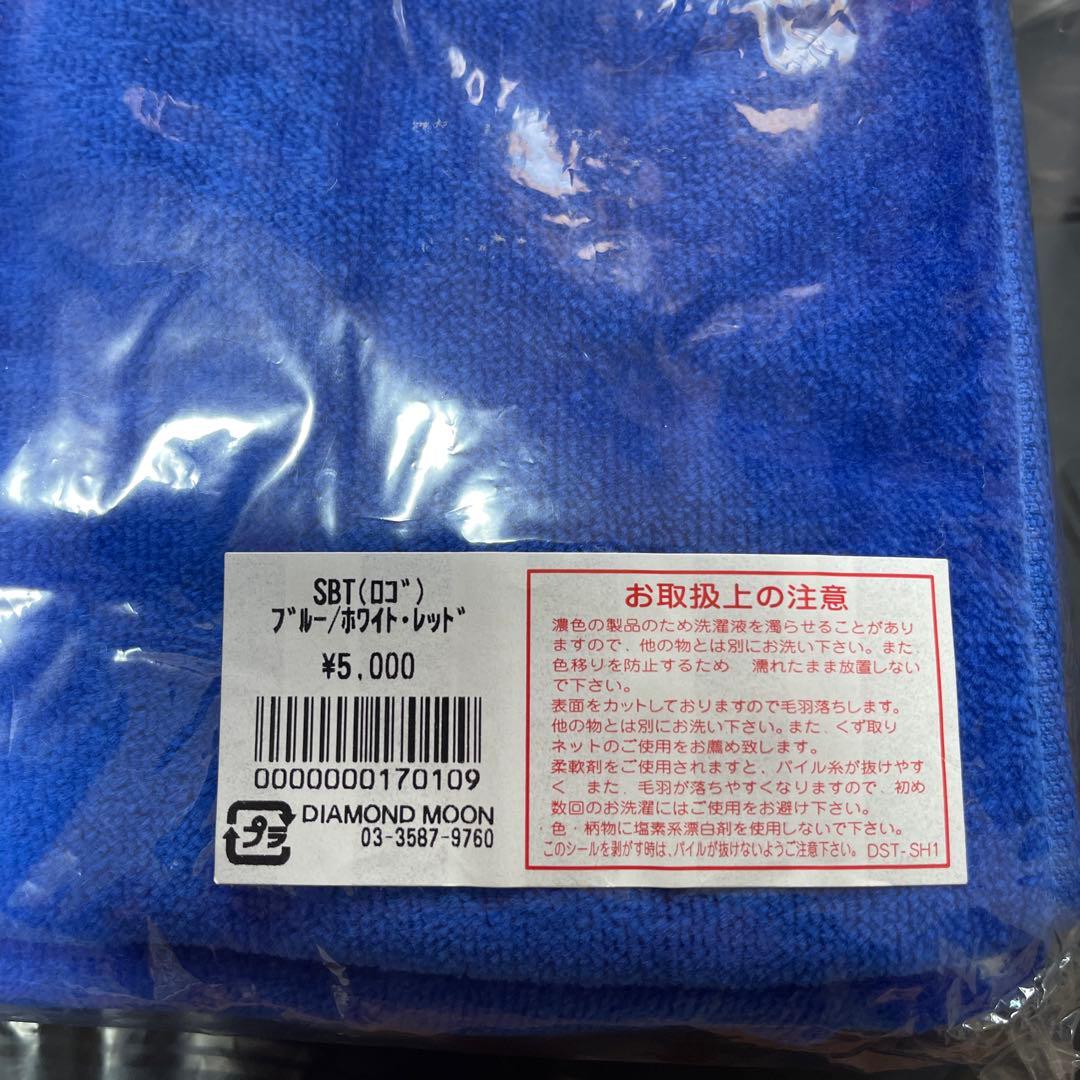 SBT(ﾛｺﾞ)
ﾌﾞﾙｰ/ﾎﾜｲﾄ･ﾚｯﾄﾞ
¥5,000
0000000170109
プラ
DIAMOND MOON
03-3587-9760
お取扱上の注意
濃色の製品のため洗濯液を濁らせることがあり
ますので､他の物とは別にお洗い下さい。また､
色移りを防止するため 濡れたまま放置しない
で下さい。
表面をカットしておりますので毛羽落ちします。
他の物とは別にお洗い下さい。また､くず取り
ネットのご使用をお薦め致します。
柔軟剤をご使用されますと､パイル糸が抜けやす
く また､毛羽が落ちやすくなりますので､初め
数回のお洗濯にはご使用をお避け下さい。
・色・柄物に塩素系漂白剤を使用しないで下さい。
このシールを剥がす時は､パイルが抜けないようご注意下さい。 DST-SH1